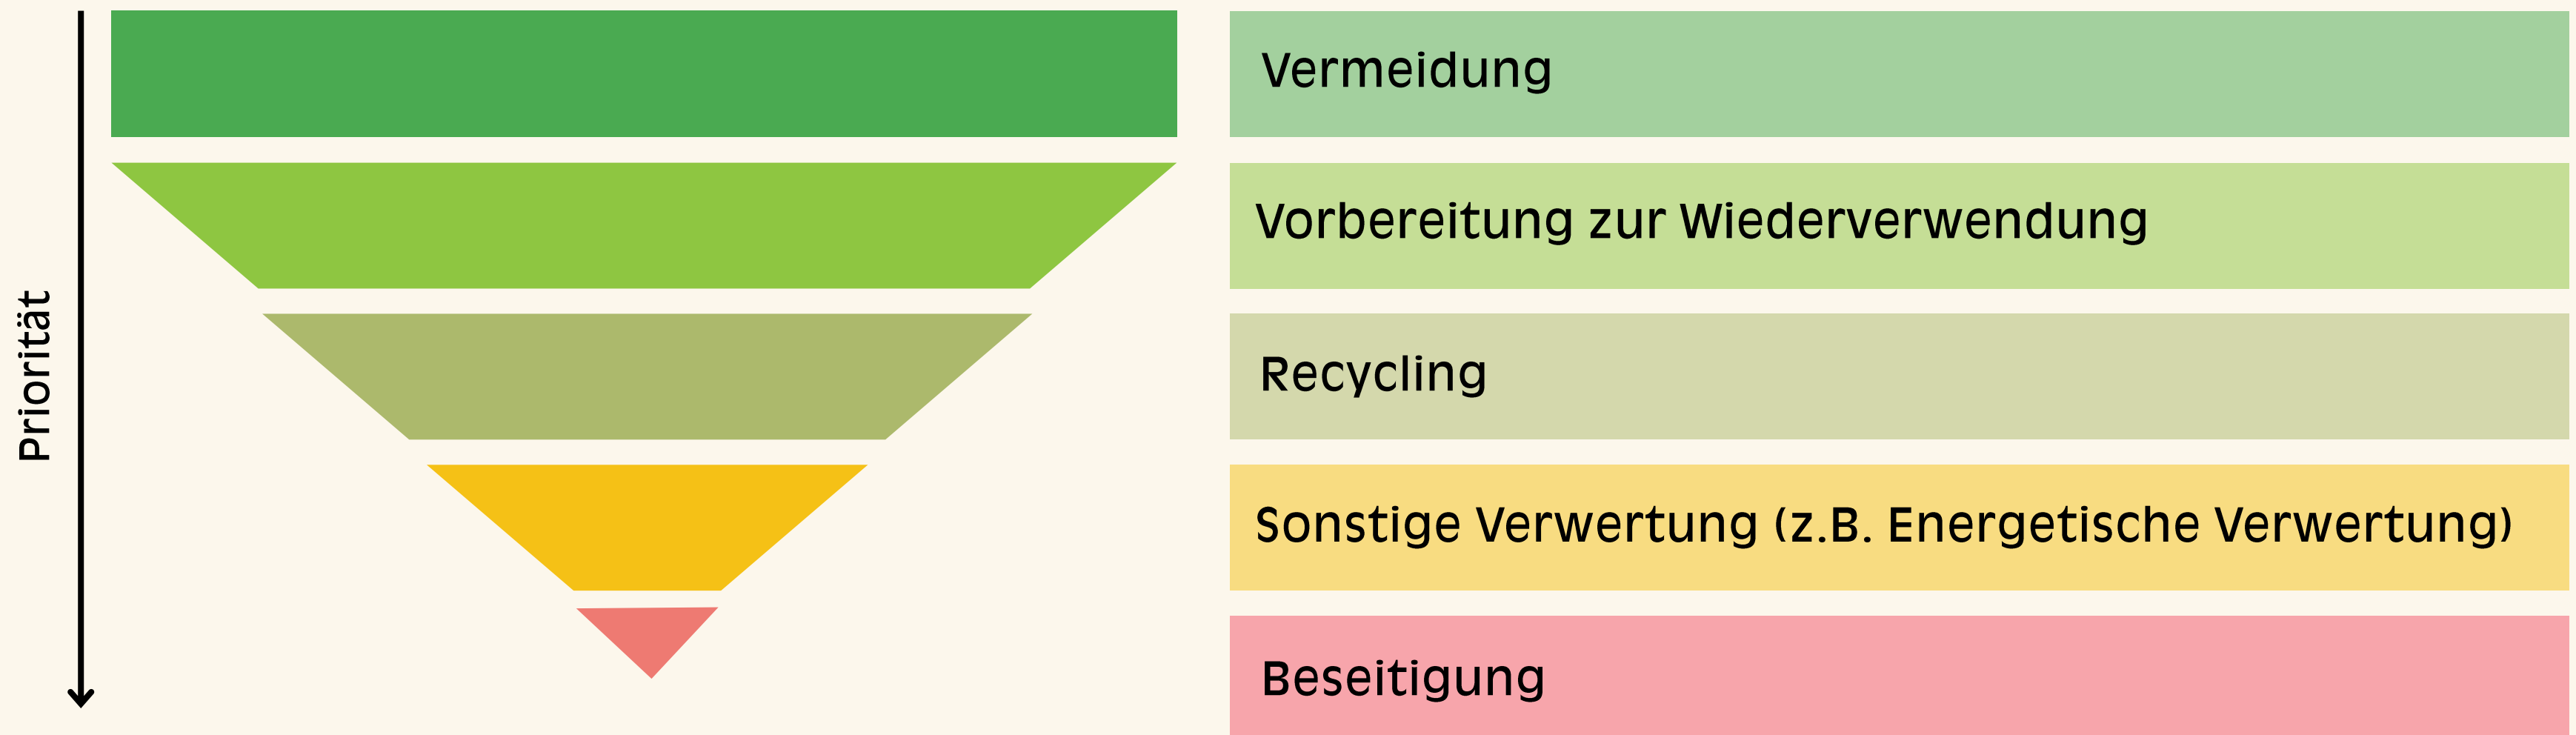 Priorität
Vermeidung
Vorbereitung zur Wiederverwendung
Recycling
Sonstige Verwertung (z.B. Energetische Verwertung)
Beseitigung